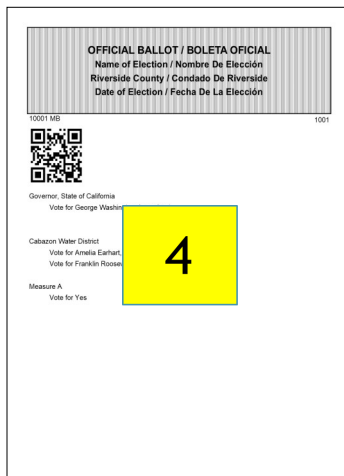 OFFICIAL BALLOT / BOLETA OFICIAL
Name of Election / Nombre De Elección
Riverside County / Condado De Riverside
Date of Election / Fecha De La Elección
10001 MB 1001
Governor, State of California
Vote for George Washin
Cabazon Water District
Vote for Amelia Earhart,
Vote for Franklin Roosev
4
Measure A
Vote for Yes